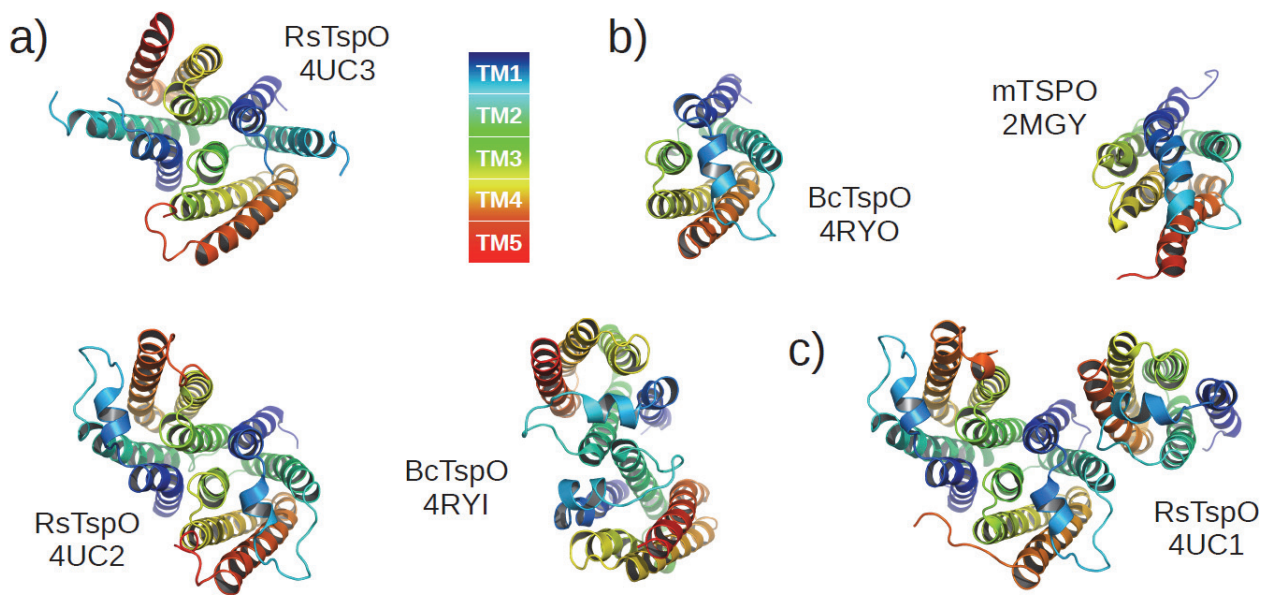 a)
RsTspO
4UC3
TM1
TM2
TM3
TM4
TM5
b)
BcTspO
4RYO
mTSPO
2MGY
RsTspO
4UC2
BcTspO
4RYI
c)
RsTspO
4UC1